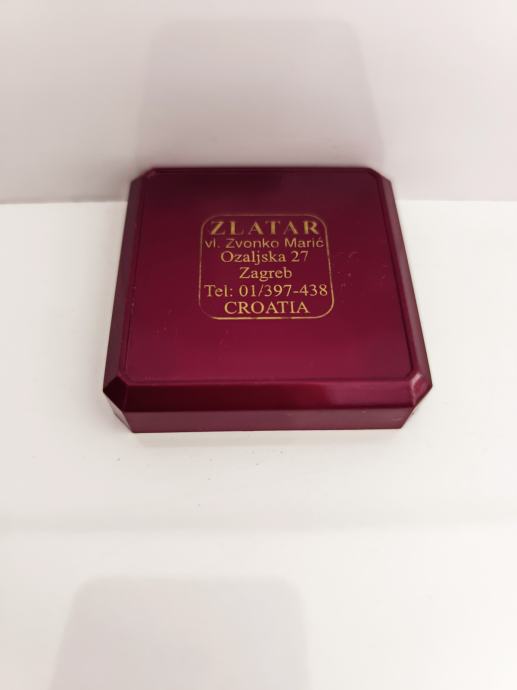 ZLATAR
vl. Zvonko Marić
Ozaljska 27
Zagreb
Tel: 01/397-438
CROATIA